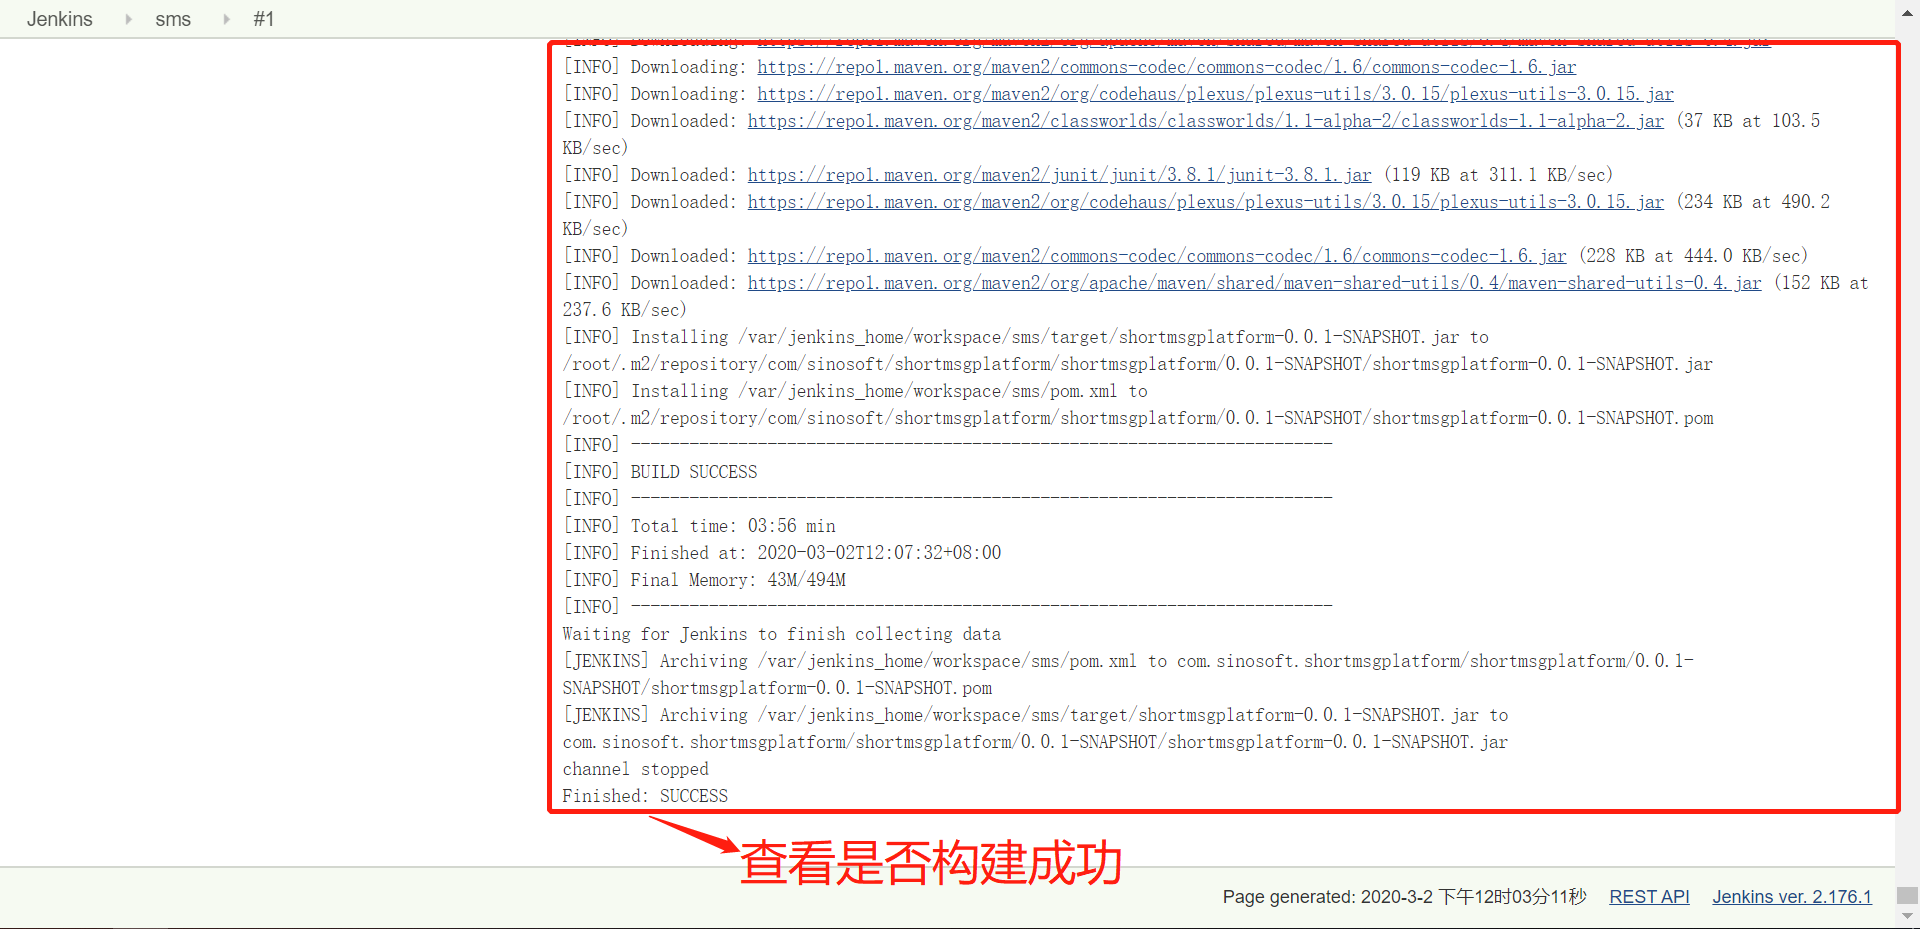 Jenkins sms #1
[INFO] Downloading: https://repo1.maven.org/maven2/commons-codec/commons-codec/1.6/commons-codec-1.6.jar
[INFO] Downloading: https://repo1.maven.org/maven2/org/codehaus/plexus/plexus-utils/3.0.15/plexus-utils-3.0.15.jar
[INFO] Downloaded: https://repo1.maven.org/maven2/classworlds/classworlds/1.1-alpha-2/classworlds-1.1-alpha-2.jar (37 KB at 103.5
KB/sec)
[INFO] Downloaded: https://repo1.maven.org/maven2/junit/junit/3.8.1/junit-3.8.1.jar (119 KB at 311.1 KB/sec)
[INFO] Downloaded: https://repo1.maven.org/maven2/org/codehaus/plexus/plexus-utils/3.0.15/plexus-utils-3.0.15.jar (234 KB at 490.2
KB/sec)
[INFO] Downloaded: https://repo1.maven.org/maven2/commons-codec/commons-codec/1.6/commons-codec-1.6.jar (228 KB at 444.0 KB/sec)
[INFO] Downloaded: https://repo1.maven.org/maven2/org/apache/maven/shared/maven-shared-utils/0.4/maven-shared-utils-0.4.jar (152 KB at
237.6 KB/sec)
[INFO] Installing /var/jenkins_home/workspace/sms/target/shortmsgplatform-0.0.1-SNAPSHOT.jar to
/root/.m2/repository/com/sinosoft/shortmsgplatform/shortmsgplatform/0.0.1-SNAPSHOT/shortmsgplatform-0.0.1-SNAPSHOT.jar
[INFO] Installing /var/jenkins_home/workspace/sms/pom.xml to
/root/.m2/repository/com/sinosoft/shortmsgplatform/shortmsgplatform/0.0.1-SNAPSHOT/shortmsgplatform-0.0.1-SNAPSHOT.pom
[INFO] ------------------------------------------------------------------------
[INFO] BUILD SUCCESS
[INFO] ------------------------------------------------------------------------
[INFO] Total time: 03:56 min
[INFO] Finished at: 2020-03-02T12:07:32+08:00
[INFO] Final Memory: 43M/494M
[INFO] ------------------------------------------------------------------------
Waiting for Jenkins to finish collecting data
[JENKINS] Archiving /var/jenkins_home/workspace/sms/pom.xml to com.sinosoft.shortmsgplatform/shortmsgplatform/0.0.1-
SNAPSHOT/shortmsgplatform-0.0.1-SNAPSHOT.pom
[JENKINS] Archiving /var/jenkins_home/workspace/sms/target/shortmsgplatform-0.0.1-SNAPSHOT.jar to
com.sinosoft.shortmsgplatform/shortmsgplatform/0.0.1-SNAPSHOT/shortmsgplatform-0.0.1-SNAPSHOT.jar
channel stopped
Finished: SUCCESS
查看是否构建成功
Page generated: 2020-3-2 下午12时03分11秒 REST API Jenkins ver. 2.176.1